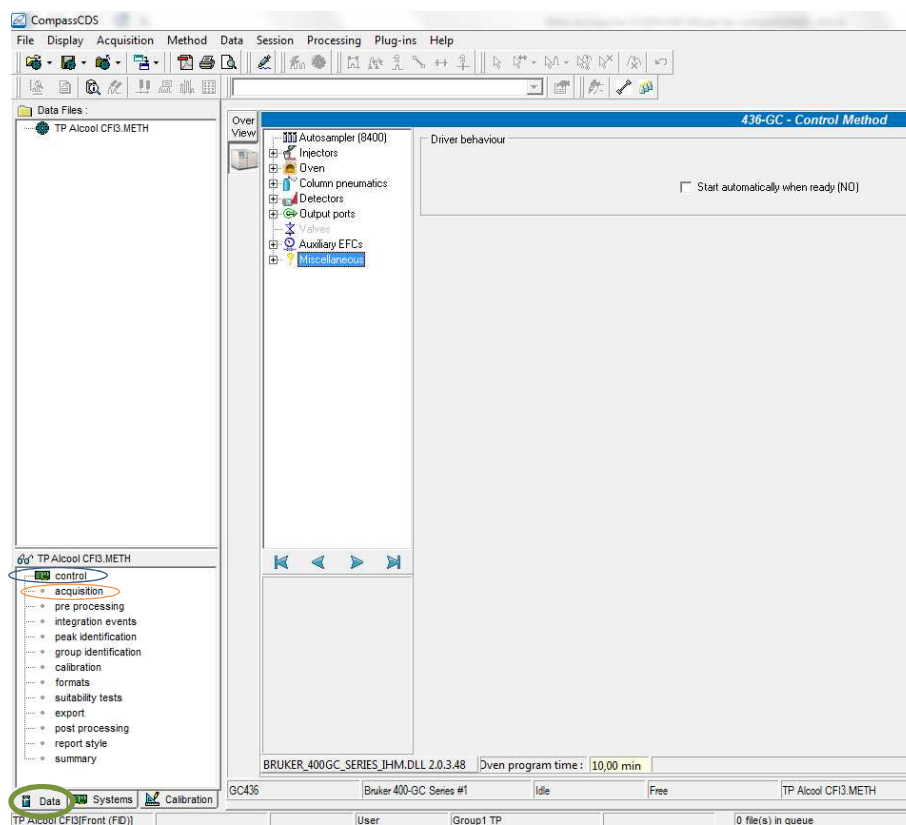 CompassCDS
File Display Acquisition Method Data Session Processing Plug-ins Help
Data Files :
TP Alcool CFI3.METH
Over
View
436-GC - Control Method
Autosampler (8400)
Injectors
Oven
Column pneumatics
Detectors
Output ports
Valves
Auxiliary EFCs
Miscellaneous
Driver behaviour
Start automatically when ready (NO)
TP Alcool CFI3.METH
control
acquisition
pre processing
integration events
peak identification
group identification
calibration
formats
suitability tests
export
post processing
report style
summary
BRUKER_400GC_SERIES_IHM.DLL 2.0.3.48 Oven program time : 10,00 min
Data Systems Calibration
GC436 Bruker 400-GC Series #1 Idle Free TP Alcool CFI3.METH
TP Alcool CFI3[Front (FID)] User Group1 TP 0 file(s) in queue